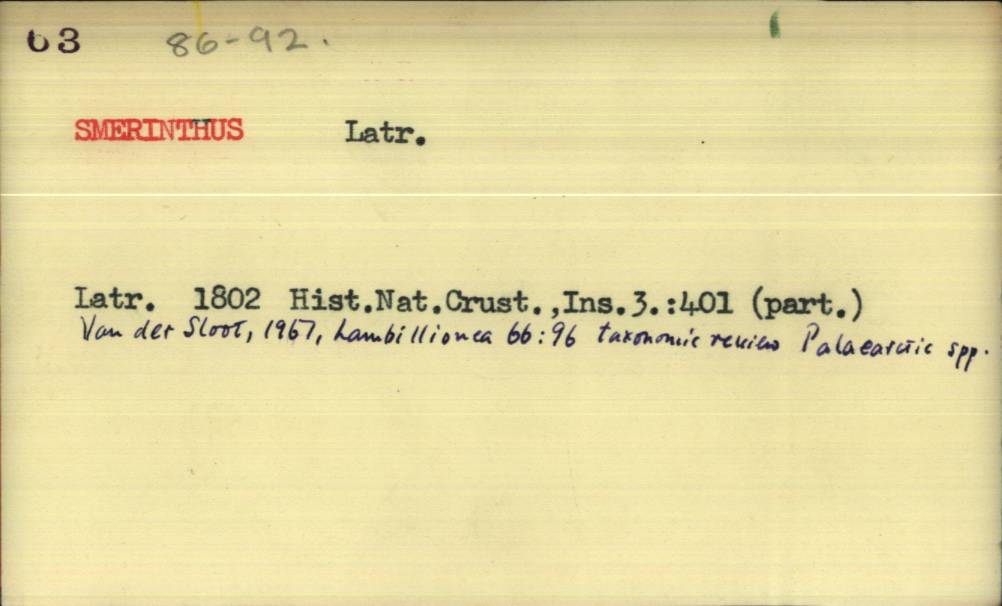 63 86-92.
SMERINTHUS Latr.
Latr. 1802 Hist.Nat.Crust.,Ins.3.:401 (part.)
Van der Sloot, 1967, Lambillionea 66:96 taxonomic review Palaearctic spp.